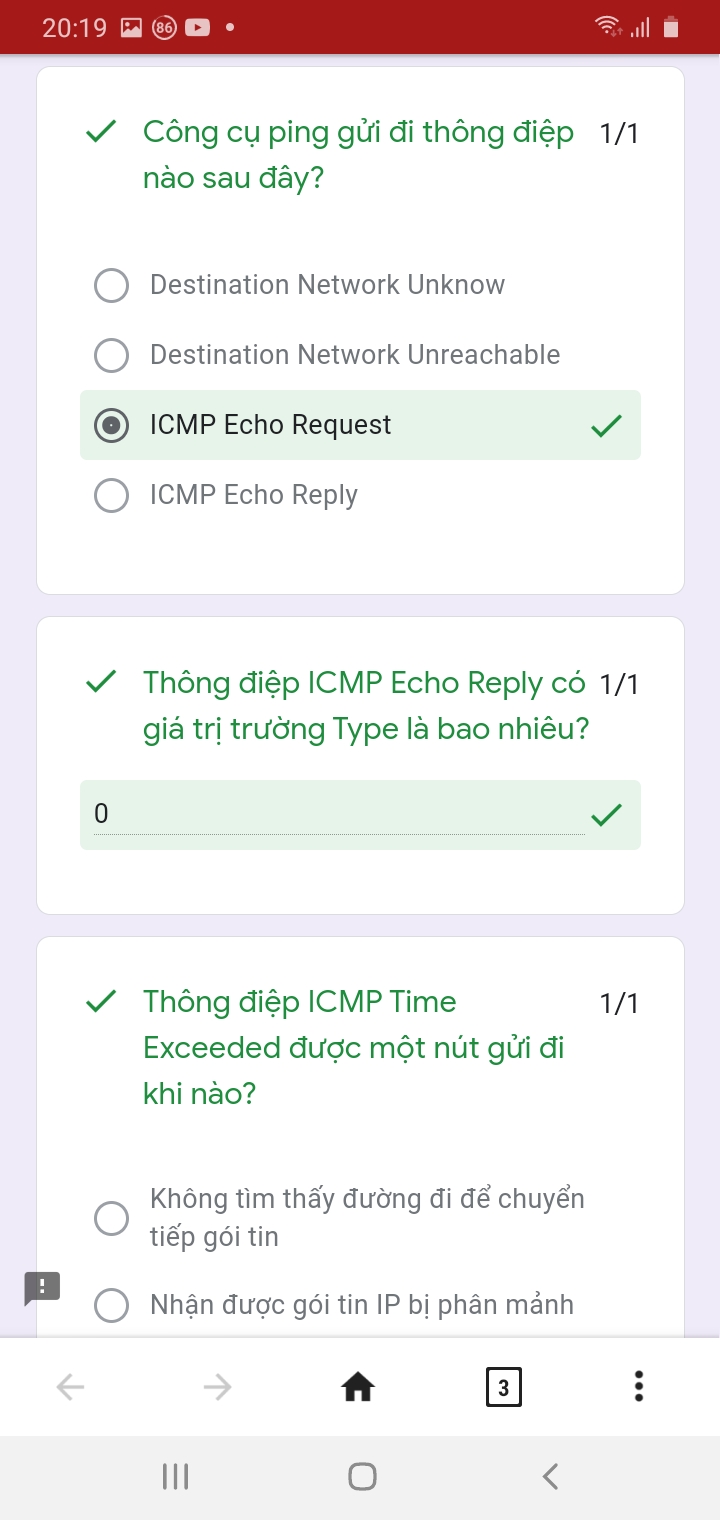 20:19 86
Công cụ ping gửi đi thông điệp 1/1
nào sau đây?
Destination Network Unknow
Destination Network Unreachable
ICMP Echo Request
ICMP Echo Reply
Thông điệp ICMP Echo Reply có 1/1
giá trị trường Type là bao nhiêu?
0
Thông điệp ICMP Time 1/1
Exceeded được một nút gửi đi
khi nào?
Không tìm thấy đường đi để chuyển
tiếp gói tin
Nhận được gói tin IP bị phân mảnh
3